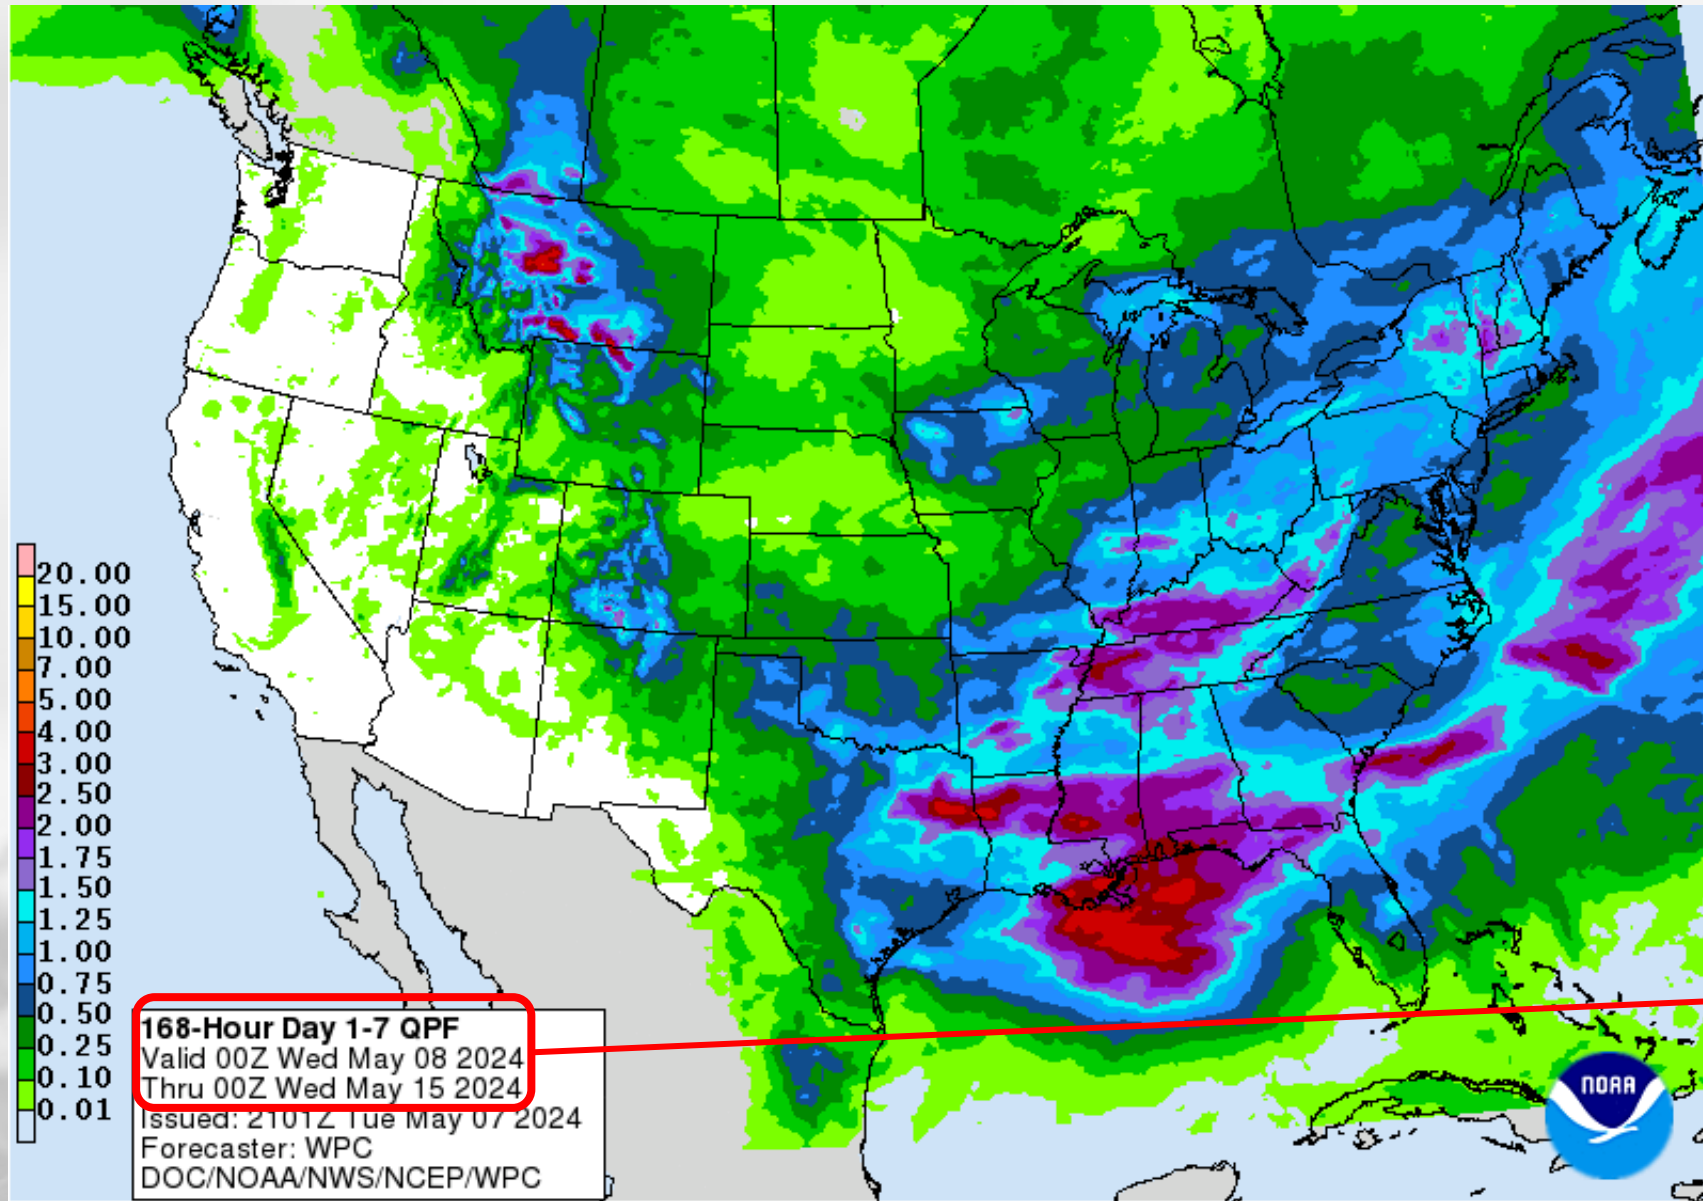 20.00
15.00
10.00
7.00
5.00
4.00
3.00
2.50
2.00
1.75
1.50
1.25
1.00
0.75
0.50
0.25
0.10
0.01
168-Hour Day 1-7 QPF
Valid 00Z Wed May 08 2024
Thru 00Z Wed May 15 2024
Issued: 2101Z Tue May 07 2024
Forecaster: WPC
DOC/NOAA/NWS/NCEP/WPC
NOAA